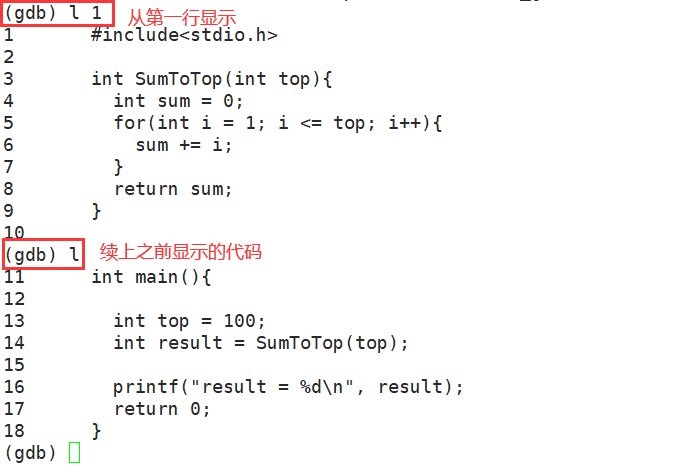 (gdb) l 1 从第一行显示
1 #include<stdio.h>
2
3 int SumToTop(int top){
4 int sum = 0;
5 for(int i = 1; i <= top; i++){
6 sum += i;
7 }
8 return sum;
9 }
10
(gdb) l 续上之前显示的代码
11 int main(){
12
13 int top = 100;
14 int result = SumToTop(top);
15
16 printf("result = %d\n", result);
17 return 0;
18 }
(gdb)